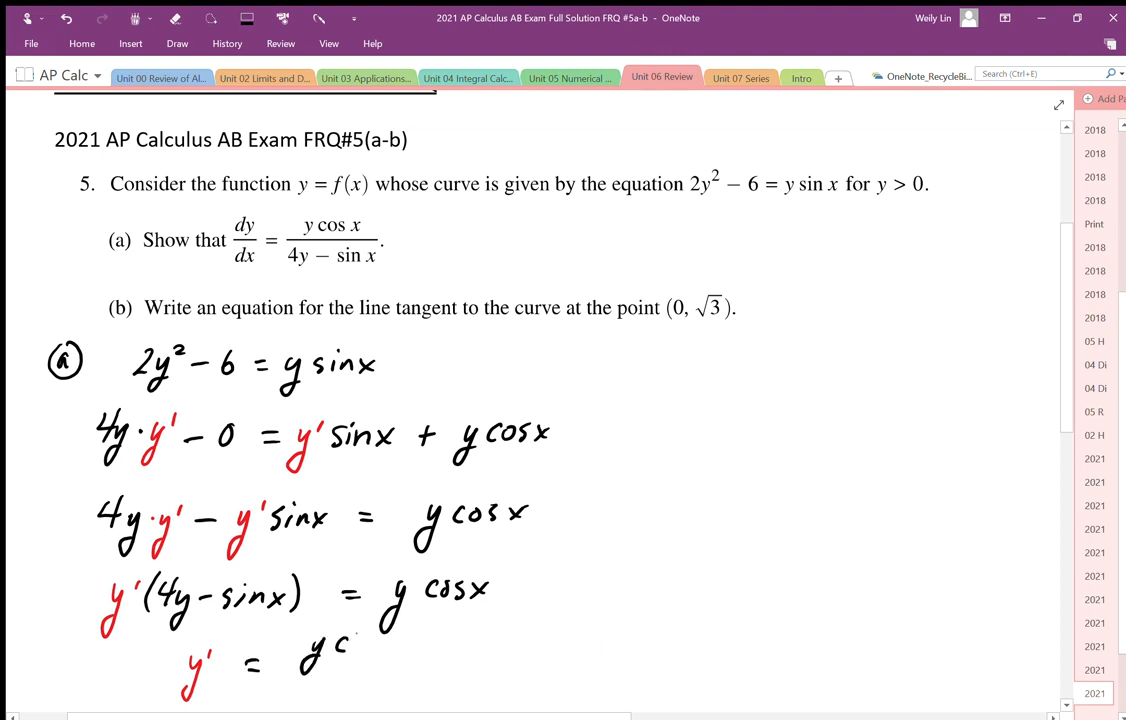 2021 AP Calculus AB Exam Full Solution FRQ #5a-b - OneNote
Weily Lin
File Home Insert Draw History Review View Help
AP Calc
Unit 00 Review of Al... Unit 02 Limits and D... Unit 03 Applications... Unit 04 Integral Calc... Unit 05 Numerical ... Unit 06 Review Unit 07 Series Intro + OneNote_RecycleBi... Search (Ctrl+E)
Add Pa
2021 AP Calculus AB Exam FRQ#5(a-b)
5. Consider the function y = f(x) whose curve is given by the equation 2y² − 6 = y sin x for y > 0.
(a) Show that dy/dx = y cos x / 4y − sin x.
(b) Write an equation for the line tangent to the curve at the point (0, √3).
ⓐ 2y² − 6 = y sinx
4y·y' − 0 = y' sinx + y cosx
4y·y' − y' sinx = y cosx
y'(4y − sinx) = y cosx
y' = y c
2018
2018
2018
2018
Print
2018
2018
2018
2018
05 H
04 Di
04 Di
05 R
02 H
2021
2021
2021
2021
2021
2021
2021
2021
2021
2021
2021